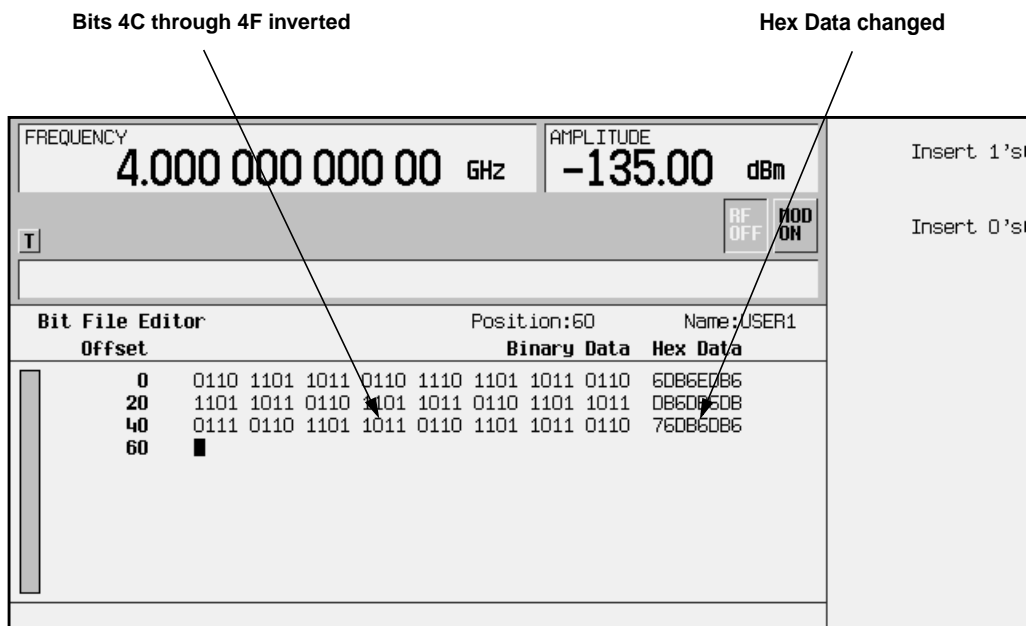 Bits 4C through 4F inverted
Hex Data changed
FREQUENCY
4.000 000 000 00 GHz
AMPLITUDE
-135.00 dBm
Insert 1's
RF OFF
MOD ON
Insert 0's
T
Bit File Editor Position:60 Name:USER1
Offset Binary Data Hex Data
0 0110 1101 1011 0110 1110 1101 1011 0110 6DB6EDB6
20 1101 1011 0110 1101 1011 0110 1101 1011 DB6DB6DB
40 0111 0110 1101 1011 0110 1101 1011 0110 76DB6DB6
60